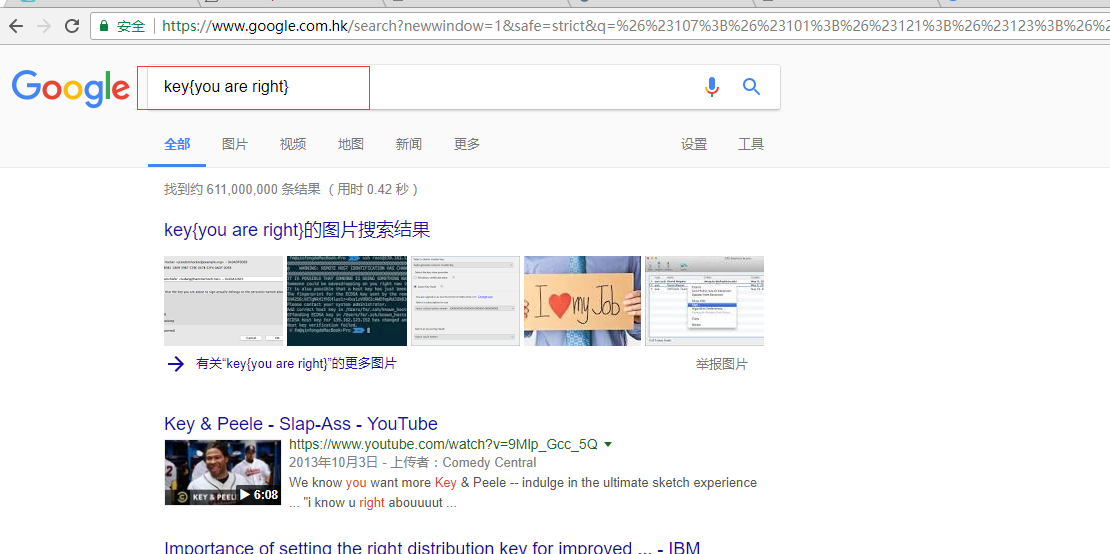 安全 | https://www.google.com.hk/search?newwindow=1&safe=strict&q=%26%23107%3B%26%23101%3B%26%23121%3B%26%23123%3B%26%2
Google key{you are right}
全部 图片 视频 地图 新闻 更多 设置 工具
找到约 611,000,000 条结果 （用时 0.42 秒）
key{you are right}的图片搜索结果
I ♥ my Job
→ 有关“key{you are right}”的更多图片 举报图片
Key & Peele - Slap-Ass - YouTube
https://www.youtube.com/watch?v=9MIp_Gcc_5Q
2013年10月3日 - 上传者：Comedy Central
We know you want more Key & Peele -- indulge in the ultimate sketch experience
... "i know u right abouuuut ...
KEY & PEEL 6:08
Importance of setting the right distribution key for improved ... - IBM